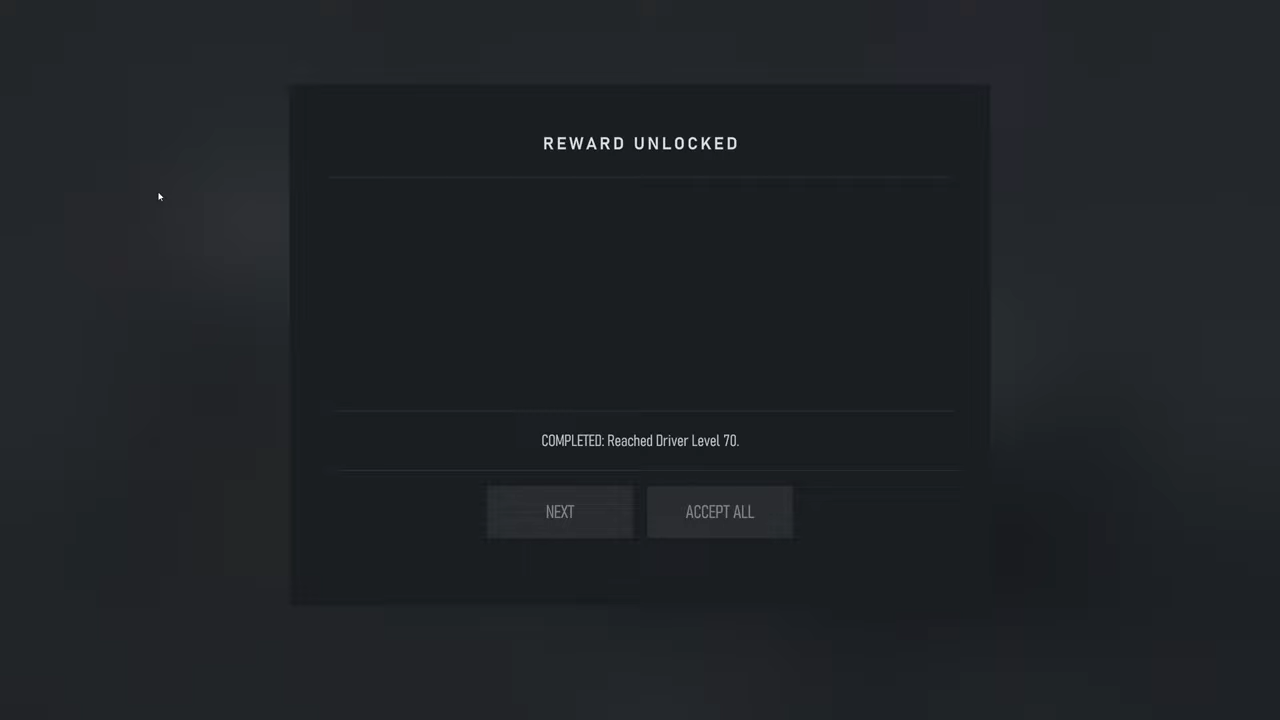 REWARD UNLOCKED
COMPLETED: Reached Driver Level 70.
NEXT
ACCEPT ALL